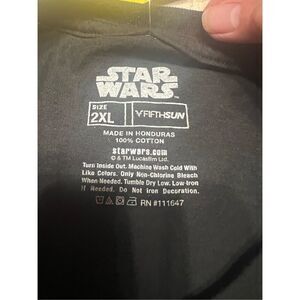 STAR
WARS
SIZE
2XL
FIFTHSUN
MADE IN HONDURAS
100% COTTON
starwars.com
© & TM Lucasfilm Ltd.
Turn Inside Out. Machine Wash Cold With
Like Colors. Only Non-Chlorine Bleach
When Needed. Tumble Dry Low. Low-Iron
If Needed. Do Not Iron Decoration.
RN #111647